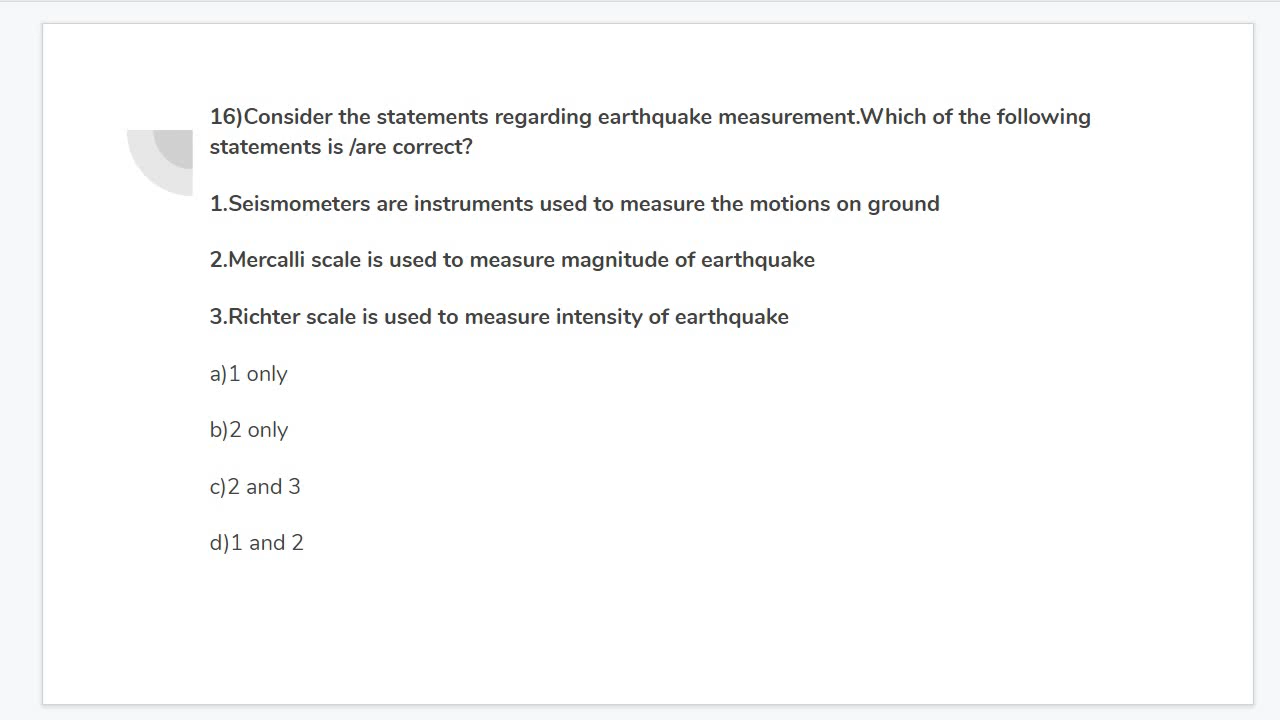 16)Consider the statements regarding earthquake measurement.Which of the following
statements is /are correct?
1.Seismometers are instruments used to measure the motions on ground
2.Mercalli scale is used to measure magnitude of earthquake
3.Richter scale is used to measure intensity of earthquake
a)1 only
b)2 only
c)2 and 3
d)1 and 2